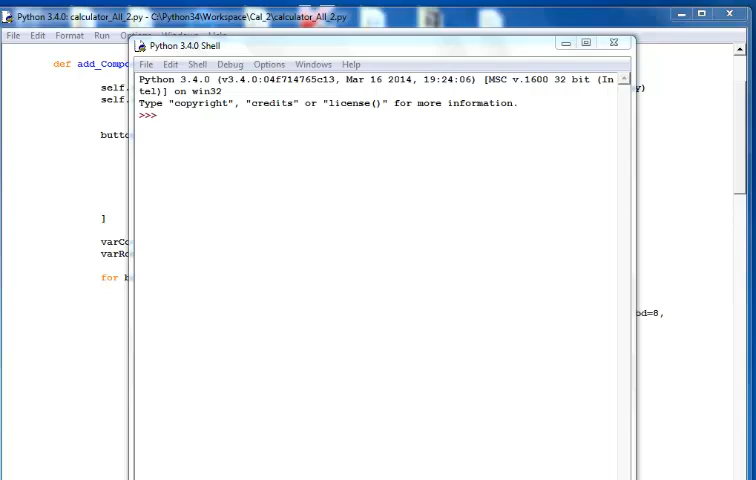 Python 3.4.0: calculator_All_2.py - C:\Python34\Workspace\Cal_2\calculator_All_2.py
File Edit Format Run
Python 3.4.0 Shell
File Edit Shell Debug Options Windows Help
def add_Compo
self.
self.
butto
]
varCo
varRo
for b
Python 3.4.0 (v3.4.0:04f714765c13, Mar 16 2014, 19:24:06) [MSC v.1600 32 bit (In
tel)] on win32
Type "copyright", "credits" or "license()" for more information.
>>>
y)
od=8,